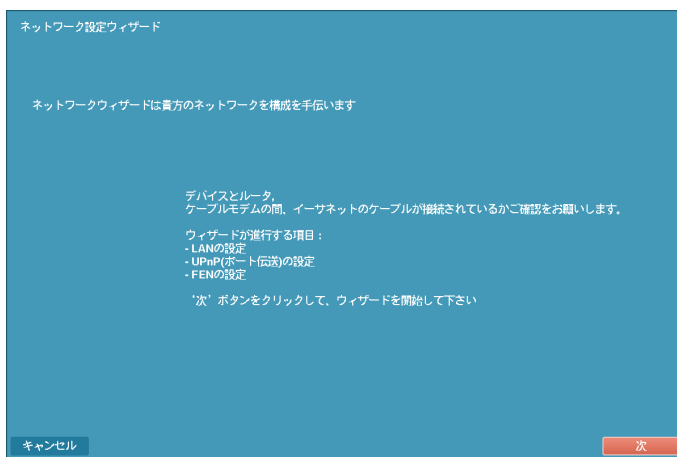 ネットワーク設定ウィザード
ネットワークウィザードは貴方のネットワークを構成を手伝います
デバイスとルータ,
ケーブルモデムの間、イーサネットのケーブルが接続されているかご確認をお願いします。
ウィザードが進行する項目：
- LANの設定
- UPnP(ポート伝送)の設定
- FENの設定
‘次’ボタンをクリックして、ウィザードを開始して下さい
キャンセル
次